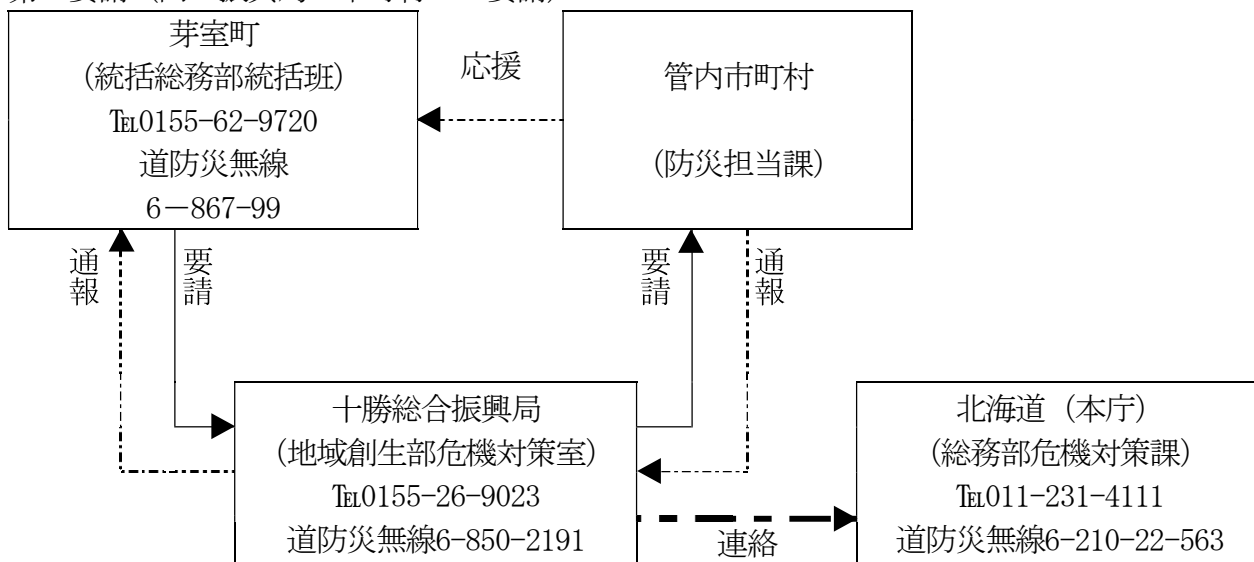 芽室町
(統括総務部統括班)
℡0155-62-9720
道防災無線
6－867-99
応援
管内市町村
(防災担当課)
通報
要請
要請
通報
十勝総合振興局
(地域創生部危機対策室)
℡0155-26-9023
道防災無線6-850-2191
連絡
北海道（本庁）
(総務部危機対策課)
℡011-231-4111
道防災無線6-210-22-563